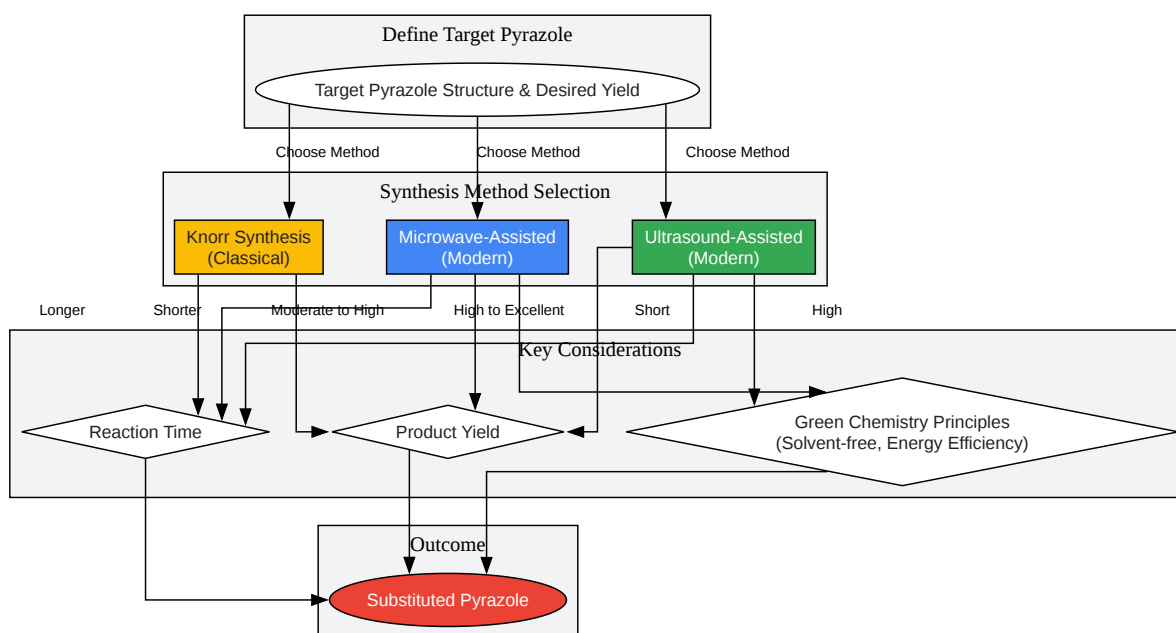 Define Target Pyrazole
Target Pyrazole Structure & Desired Yield
Choose Method
Choose Method
Choose Method
Synthesis Method Selection
Knorr Synthesis
(Classical)
Microwave-Assisted
(Modern)
Ultrasound-Assisted
(Modern)
Longer
Shorter
Moderate to High
High to Excellent
Short
High
Key Considerations
Reaction Time
Product Yield
Green Chemistry Principles
(Solvent-free, Energy Efficiency)
Outcome
Substituted Pyrazole